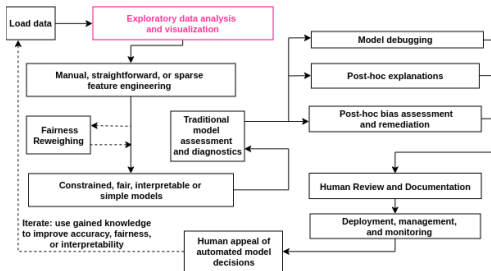 Load data
Exploratory data analysis
and visualization
Manual, straightforward, or sparse
feature engineering
Fairness
Reweighing
Constrained, fair, interpretable or
simple models
Traditional
model
assessment
and diagnostics
Model debugging
Post-hoc explanations
Post-hoc bias assessment
and remediation
Human Review and Documentation
Deployment, management,
and monitoring
Human appeal of
automated model
decisions
Iterate: use gained knowledge
to improve accuracy, fairness,
or interpretability